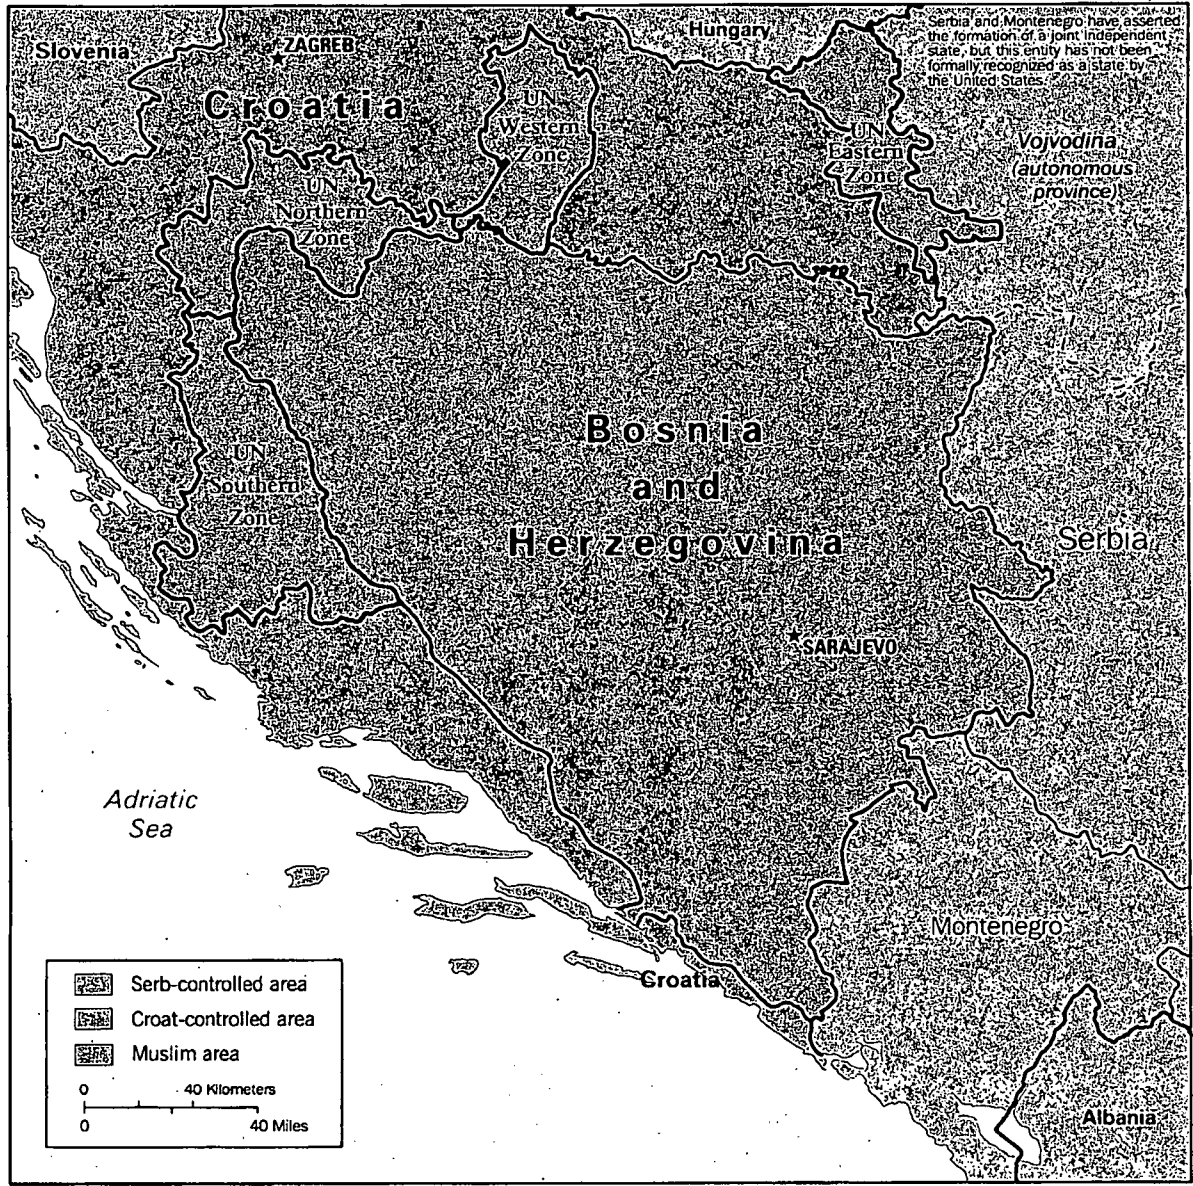 Serbia and Montenegro have asserted
the formation of a joint independent
state, but this entity has not been
formally recognized as a state by
the United States.
Slovenia
ZAGREB
Hungary
Croatia
UN
Western
Zone
UN
Eastern
Zone
Vojvodina
(autonomous
province)
UN
Northern
Zone
Bosnia
and
Herzegovina
UN
Southern
Zone
Serbia
SARAJEVO
Adriatic
Sea
Montenegro
Croatia
Serb-controlled area
Croat-controlled area
Muslim area
0 40 Kilometers
0 40 Miles
Albania